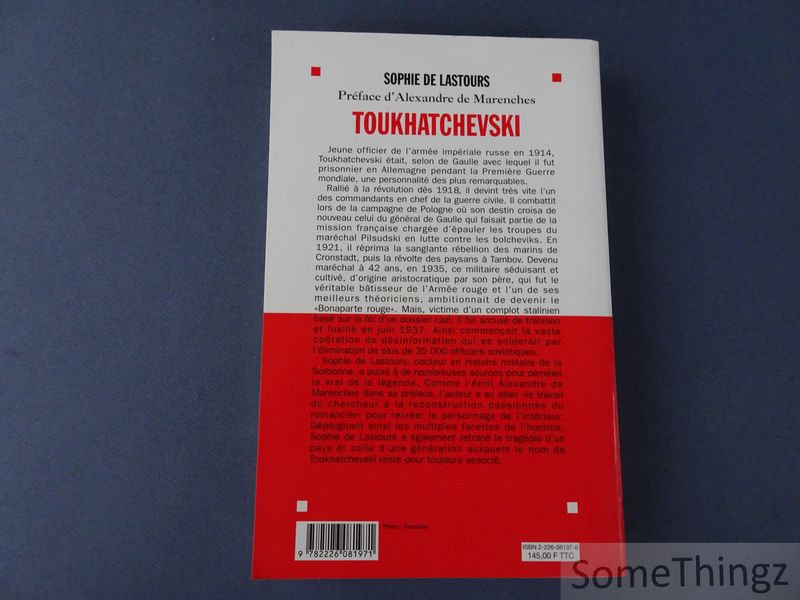 SOPHIE DE LASTOURS
Préface d'Alexandre de Marenches
TOUKHATCHEVSKI
Jeune officier de l'armée impériale russe en 1914,
Toukhatchevski était, selon de Gaulle avec lequel il fut
prisonnier en Allemagne pendant la Première Guerre
mondiale, une personnalité des plus remarquables.
Rallié à la révolution dès 1918, il devint très vite l'un
des commandants en chef de la guerre civile. Il combattit
lors de la campagne de Pologne où son destin croisa de
nouveau celui du général de Gaulle qui faisait partie de la
mission française chargée d'épauler les troupes du
maréchal Pilsudski en lutte contre les bolcheviks. En
1921, il réprima la sanglante rébellion des marins de
Cronstadt, puis la révolte des paysans à Tambov. Devenu
maréchal à 42 ans, en 1935, ce militaire séduisant et
cultivé, d'origine aristocratique par son père, qui fut le
véritable bâtisseur de l'Armée rouge et l'un de ses
meilleurs théoriciens, ambitionnait de devenir le
«Bonaparte rouge». Mais, victime d'un complot stalinien
basé sur la foi d'un dossier nazi, il fut accusé de trahison
et fusillé en juin 1937. Ainsi commençait la vaste
opération de désinformation qui se solderait par
l'élimination de plus de 35 000 officiers soviétiques.
Sophie de Lastours, docteur en histoire militaire de la
Sorbonne, a puisé à de nombreuses sources pour démêler
le vrai de la légende. Comme l'écrit Alexandre de
Marenches dans sa préface, l'auteur a su allier «le travail
du chercheur à la reconstruction passionnée du
romancier» pour recréer le personnage de l'intérieur.
Dépeignant ainsi les multiples facettes de l'homme,
Sophie de Lastours a également retracé la tragédie d'un
pays et celle d'une génération auxquels le nom de
Toukhatchevski reste pour toujours associé.
Photo : Keystone
9 782226 081971
ISBN 2-226-08197-6
145,00 F TTC
SomeThingz